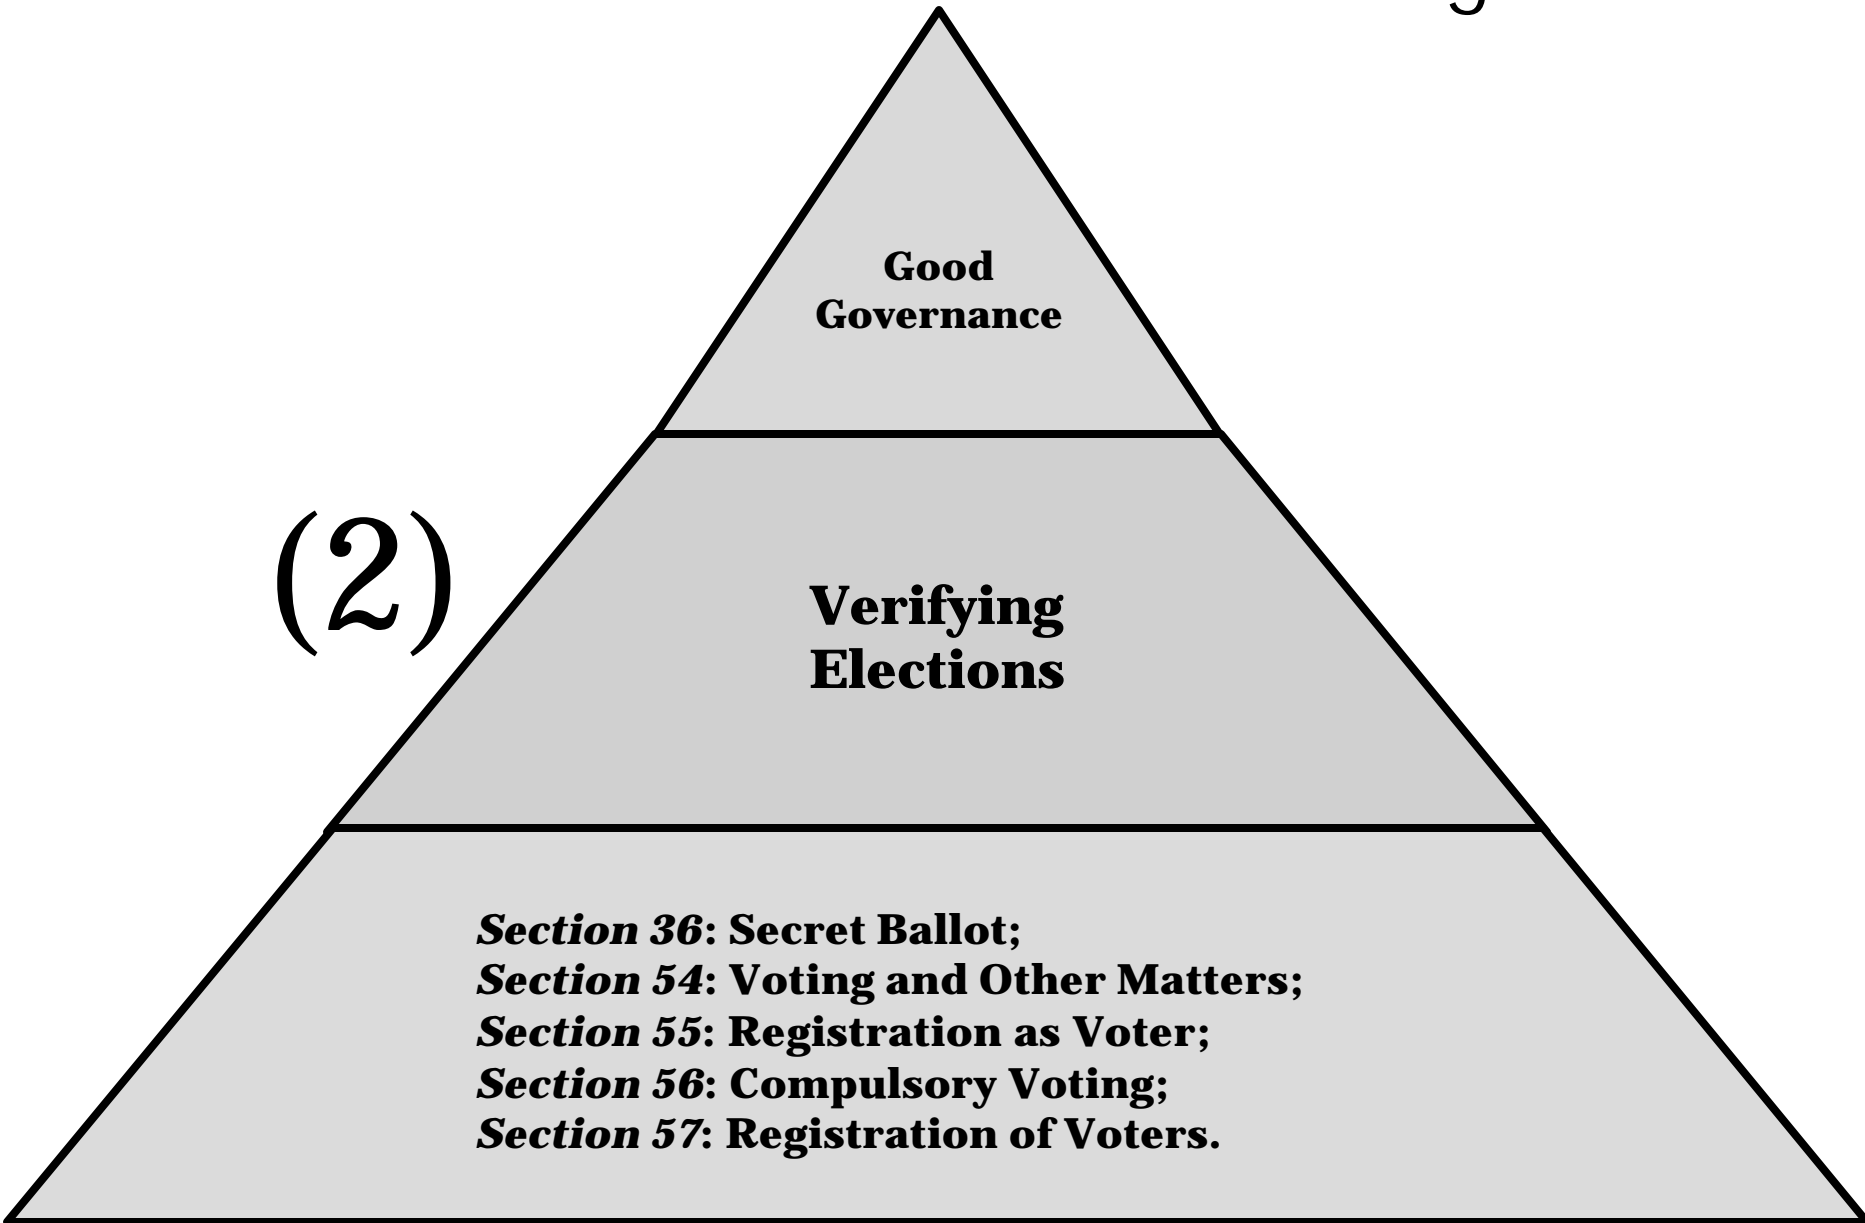 Good
Governance
(2)
Verifying
Elections
Section 36: Secret Ballot;
Section 54: Voting and Other Matters;
Section 55: Registration as Voter;
Section 56: Compulsory Voting;
Section 57: Registration of Voters.